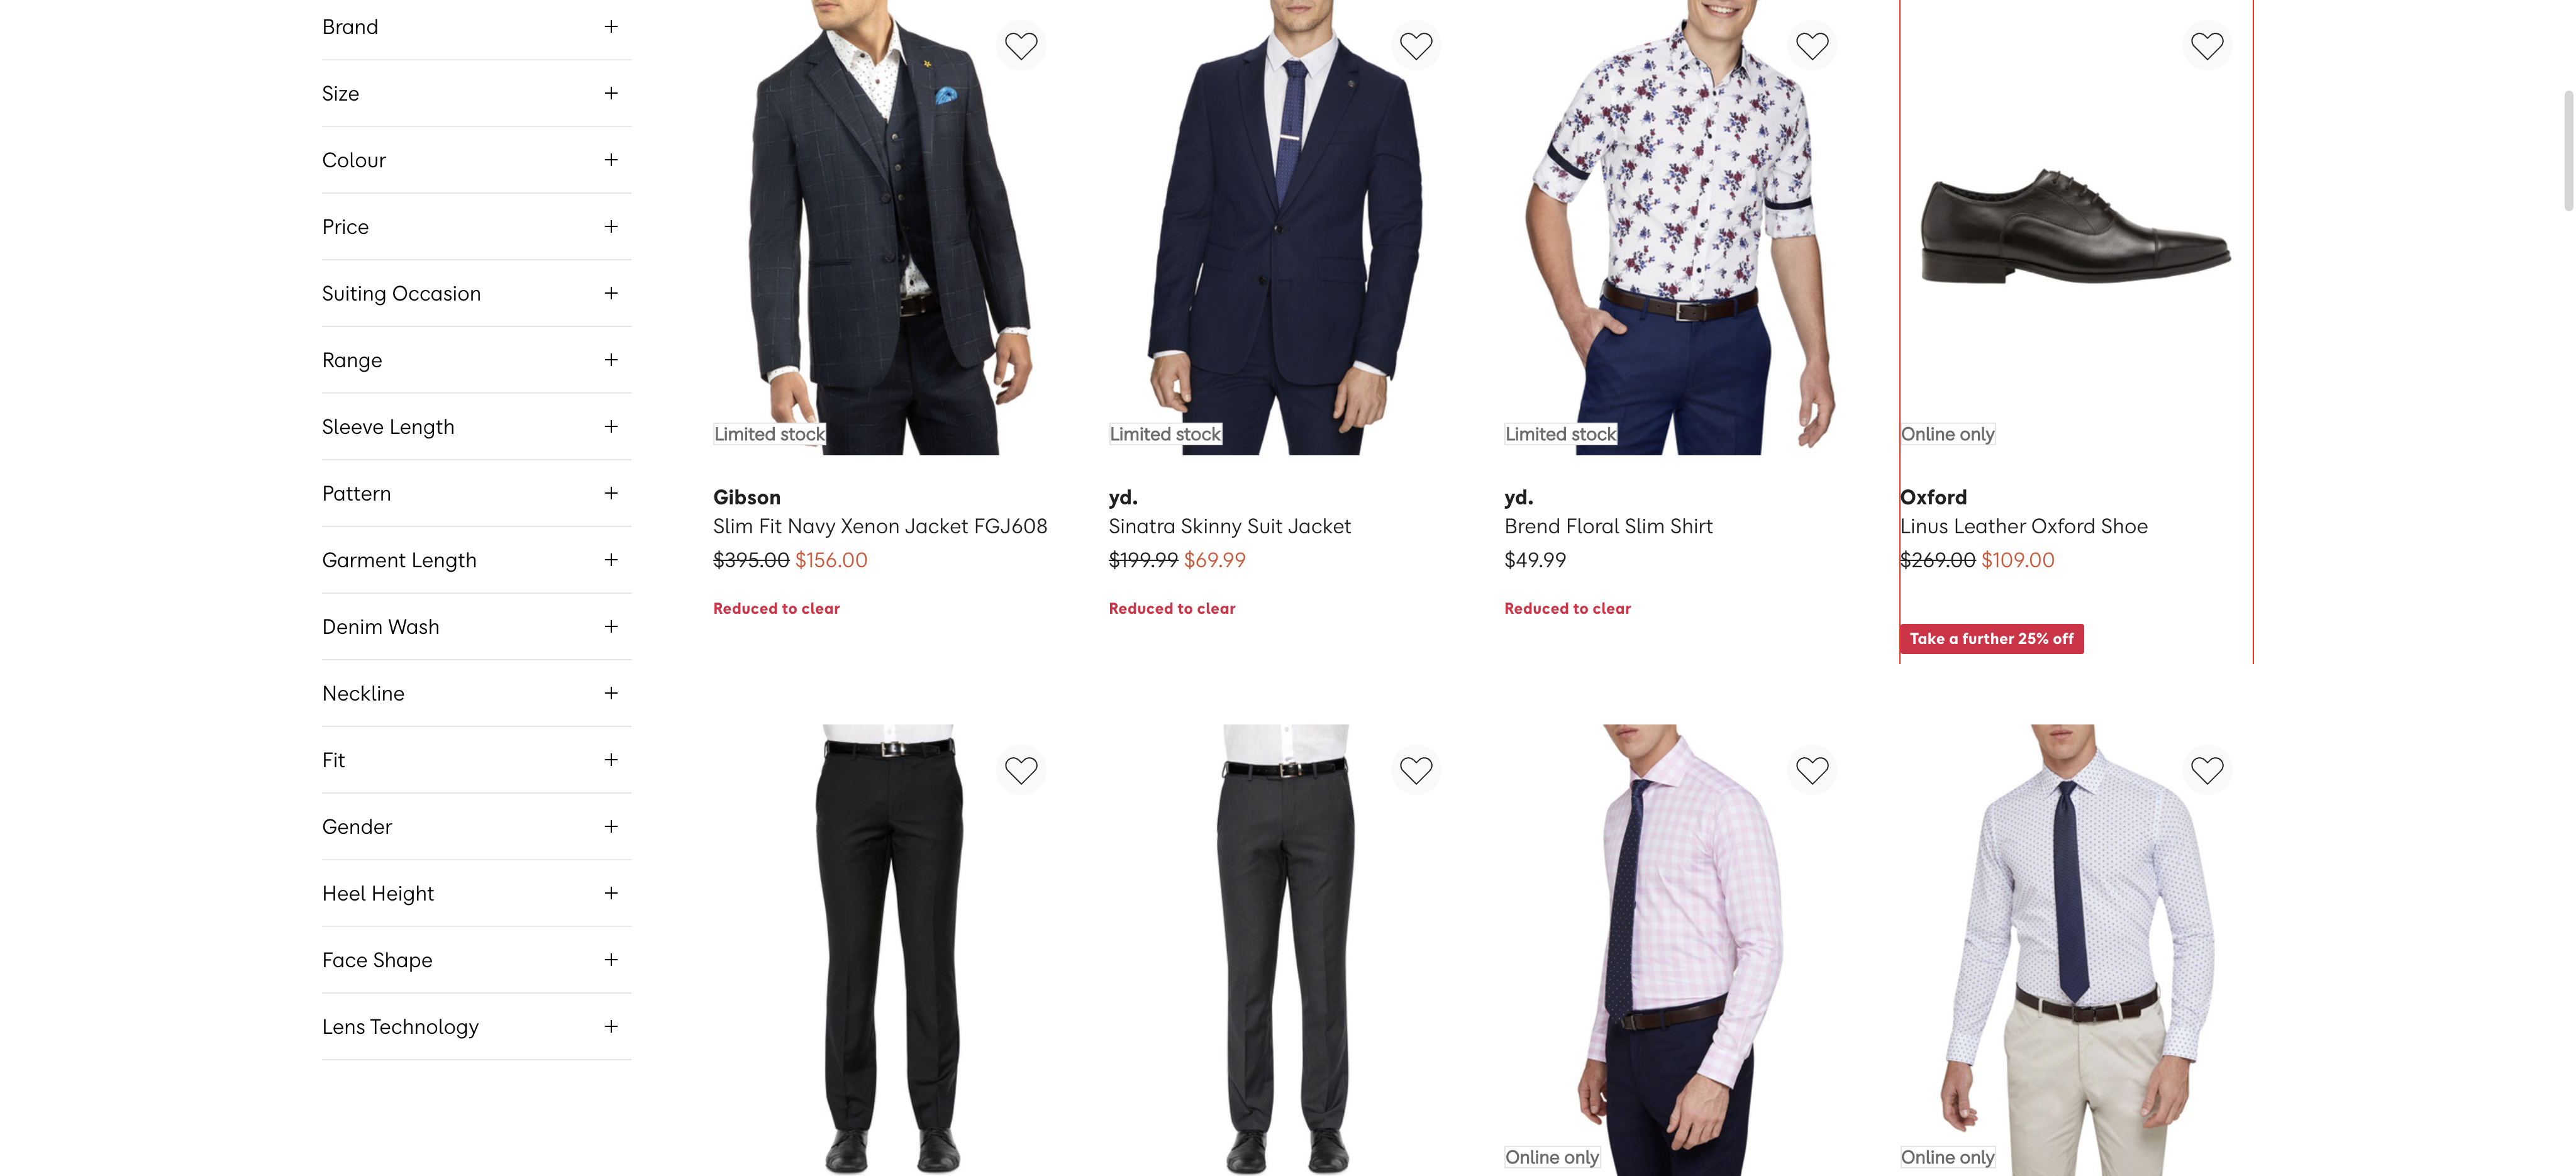 Brand
Size
Colour
Price
Suiting Occasion
Range
Sleeve Length
Pattern
Garment Length
Denim Wash
Neckline
Fit
Gender
Heel Height
Face Shape
Lens Technology
Limited stock
Gibson
Slim Fit Navy Xenon Jacket FGJ608
$395.00 $156.00
Reduced to clear
Limited stock
yd.
Sinatra Skinny Suit Jacket
$199.99 $69.99
Reduced to clear
Limited stock
yd.
Brend Floral Slim Shirt
$49.99
Reduced to clear
Online only
Oxford
Linus Leather Oxford Shoe
$269.00 $109.00
Take a further 25% off
Online only
Online only